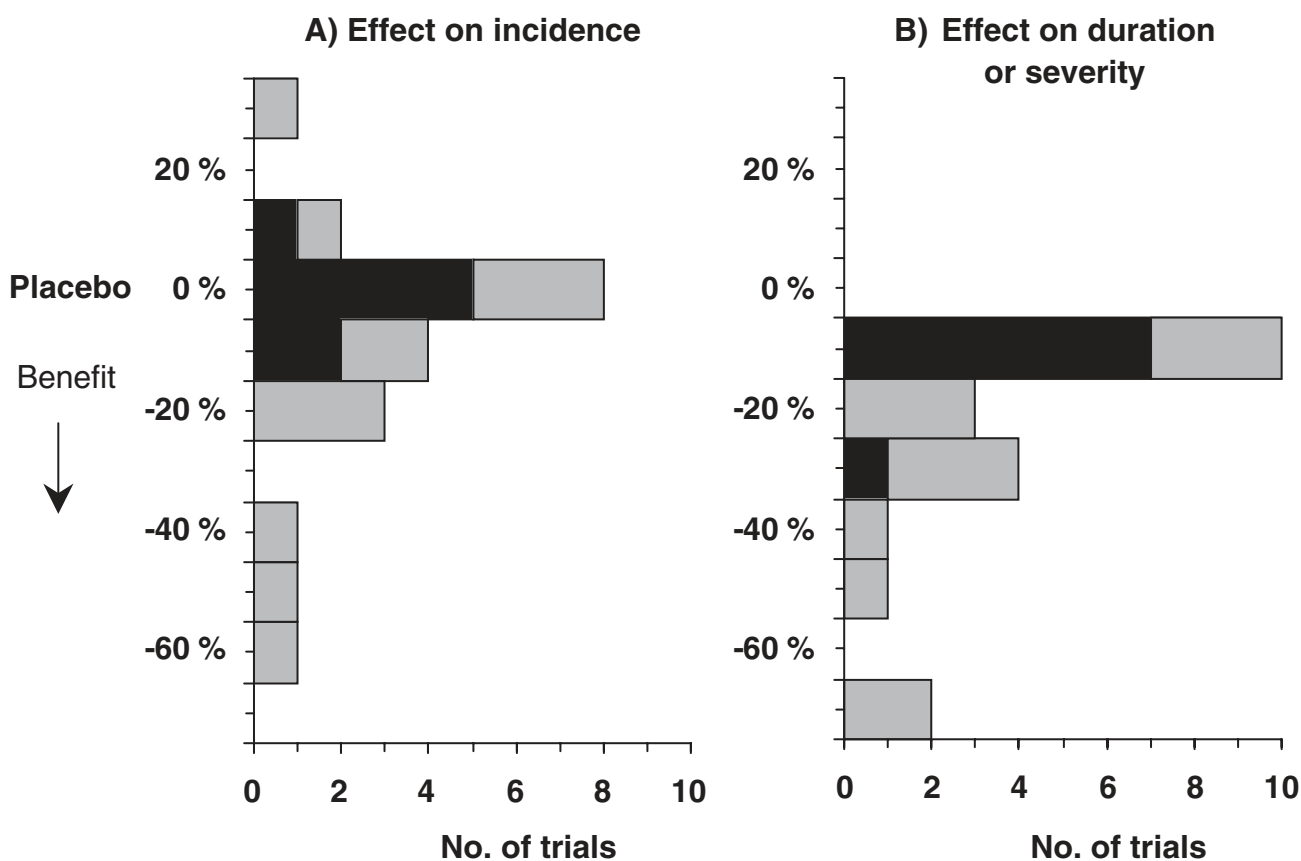 A) Effect on incidence
20 %
Placebo 0 %
Benefit
-20 %
-40 %
-60 %
0 2 4 6 8 10
No. of trials
B) Effect on duration
or severity
20 %
0 %
-20 %
-40 %
-60 %
0 2 4 6 8 10
No. of trials